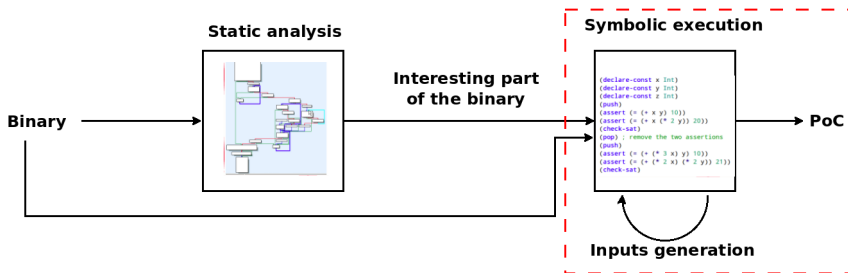 Static analysis
Symbolic execution
Binary
Interesting part
of the binary
(declare-const x Int)
(declare-const y Int)
(declare-const z Int)
(push)
(assert (= (+ x y) 10))
(assert (= (+ x (* 2 y)) 20))
(check-sat)
(pop) ; remove the two assertions
(push)
(assert (= (+ (* 3 x) y) 10))
(assert (= (+ (* 2 x) (* 2 y)) 21))
(check-sat)
PoC
Inputs generation